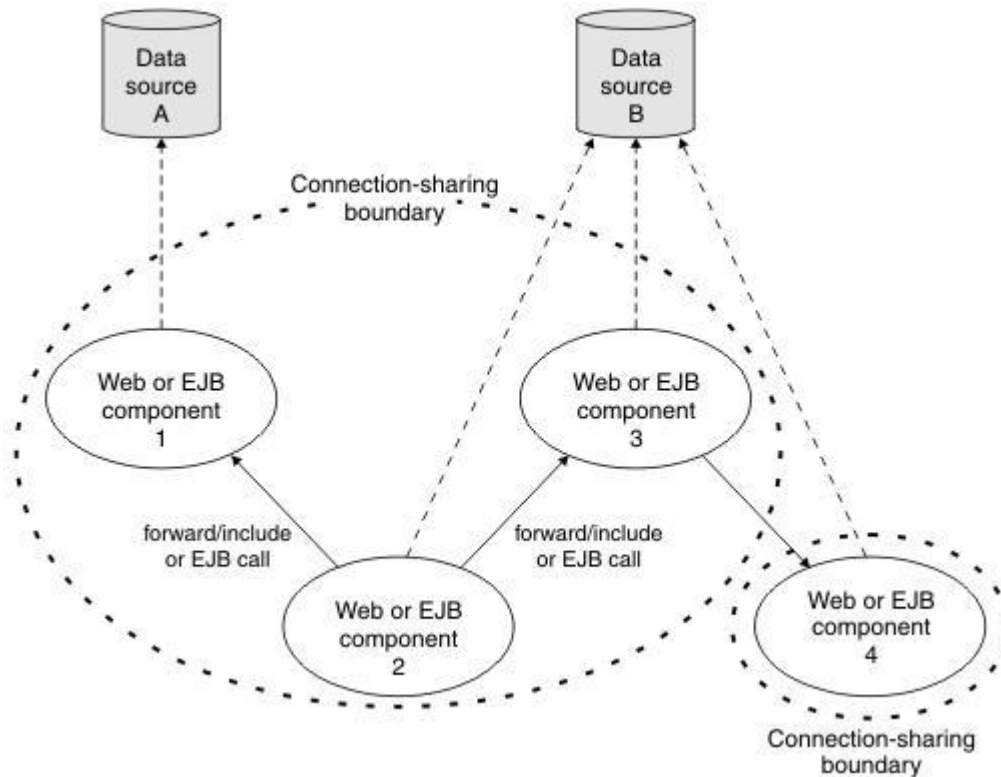 Data
source
A
Data
source
B
Connection-sharing
boundary
Web or EJB
component
1
Web or EJB
component
3
forward/include
or EJB call
forward/include
or EJB call
Web or EJB
component
2
Web or EJB
component
4
Connection-sharing
boundary